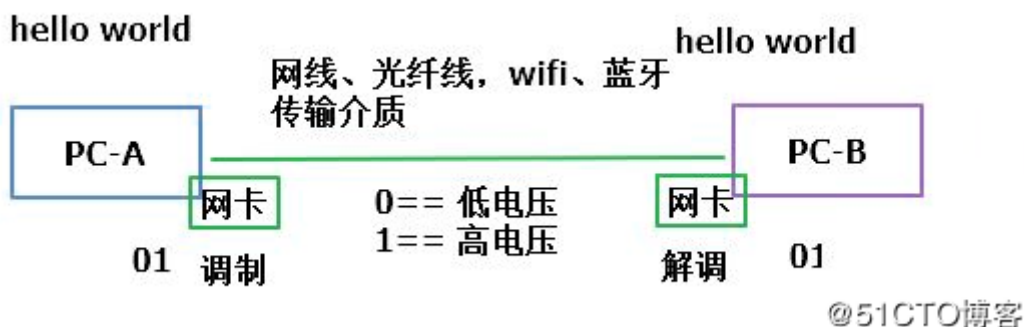 hello world
hello world
网线、光纤线，wifi、蓝牙
传输介质
PC-A
PC-B
网卡
0== 低电压
网卡
1== 高电压
01
调制
解调
01
@51CTO博客